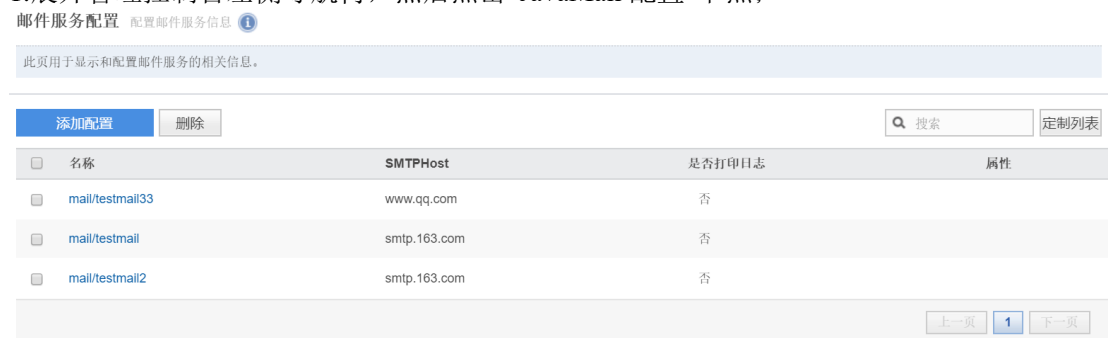 邮件服务配置 配置邮件服务信息
此页用于显示和配置邮件服务的相关信息。
添加配置 删除 搜索 定制列表
名称 SMTPHost 是否打印日志 属性
mail/testmail33 www.qq.com 否
mail/testmail smtp.163.com 否
mail/testmail2 smtp.163.com 否
上一页 1 下一页